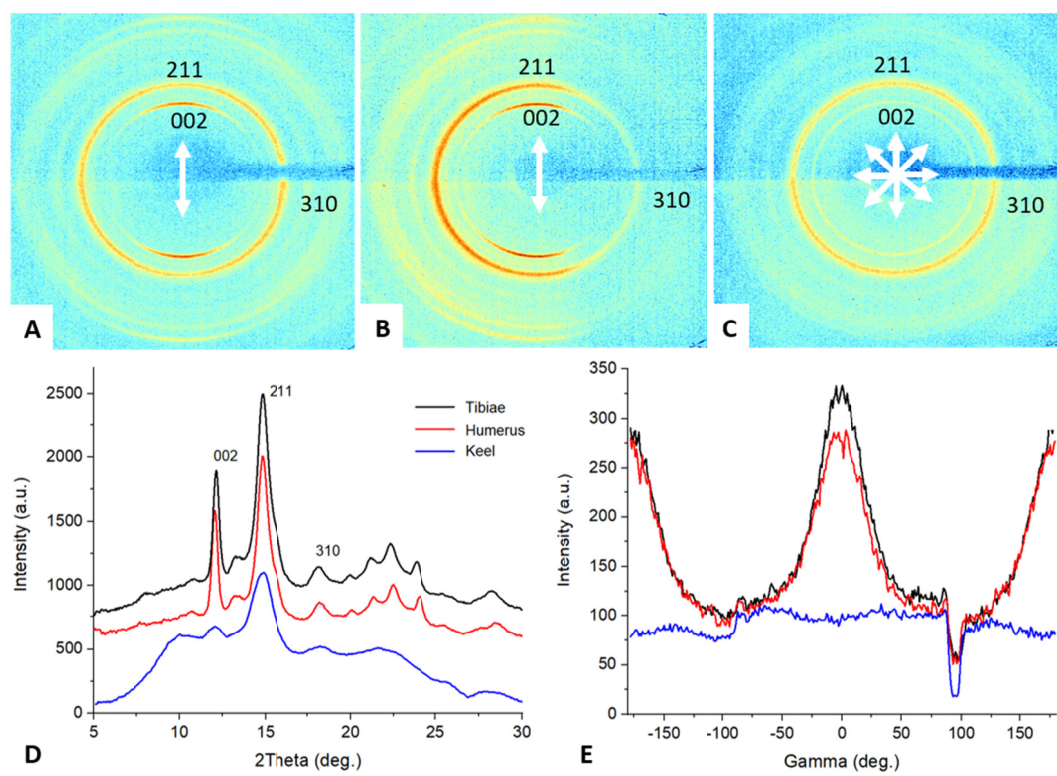 211
002
310
A
211
002
310
B
211
002
310
C
2500
2000
1500
1000
500
0
Intensity (a.u.)
211
002
310
Tibiae
Humerus
Keel
5 10 15 20 25 30
2Theta (deg.)
D
350
300
250
200
150
100
50
0
Intensity (a.u.)
-150 -100 -50 0 50 100 150
Gamma (deg.)
E